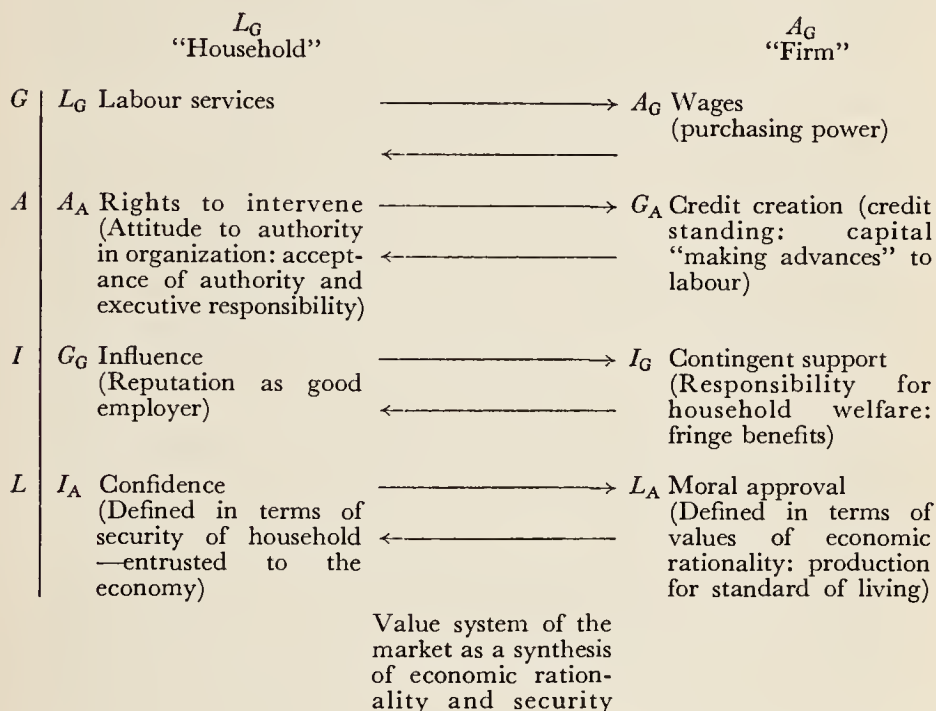 L_G
"Household"
A_G
"Firm"
G L_G Labour services
A_G Wages
(purchasing power)
A A_A Rights to intervene
(Attitude to authority
in organization: accept-
ance of authority and
executive responsibility)
G_A Credit creation (credit
standing: capital
"making advances" to
labour)
I G_G Influence
(Reputation as good
employer)
I_G Contingent support
(Responsibility for
household welfare:
fringe benefits)
L I_A Confidence
(Defined in terms of
security of household
—entrusted to the
economy)
L_A Moral approval
(Defined in terms of
values of economic
rationality: production
for standard of living)
Value system of the
market as a synthesis
of economic ration-
ality and security